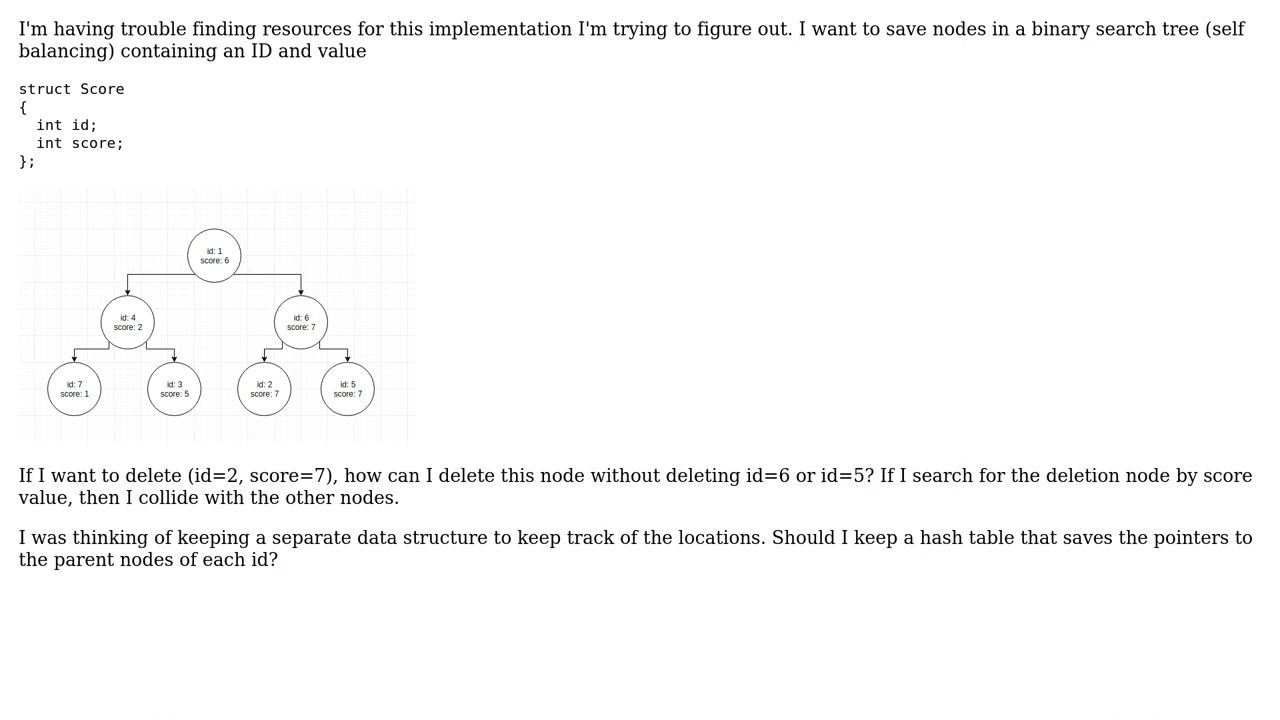 I'm having trouble finding resources for this implementation I'm trying to figure out. I want to save nodes in a binary search tree (self
balancing) containing an ID and value
struct Score
{
  int id;
  int score;
};
id: 1
score: 6
id: 4
score: 2
id: 6
score: 7
id: 7
score: 1
id: 3
score: 5
id: 2
score: 7
id: 5
score: 7
If I want to delete (id=2, score=7), how can I delete this node without deleting id=6 or id=5? If I search for the deletion node by score
value, then I collide with the other nodes.
I was thinking of keeping a separate data structure to keep track of the locations. Should I keep a hash table that saves the pointers to
the parent nodes of each id?